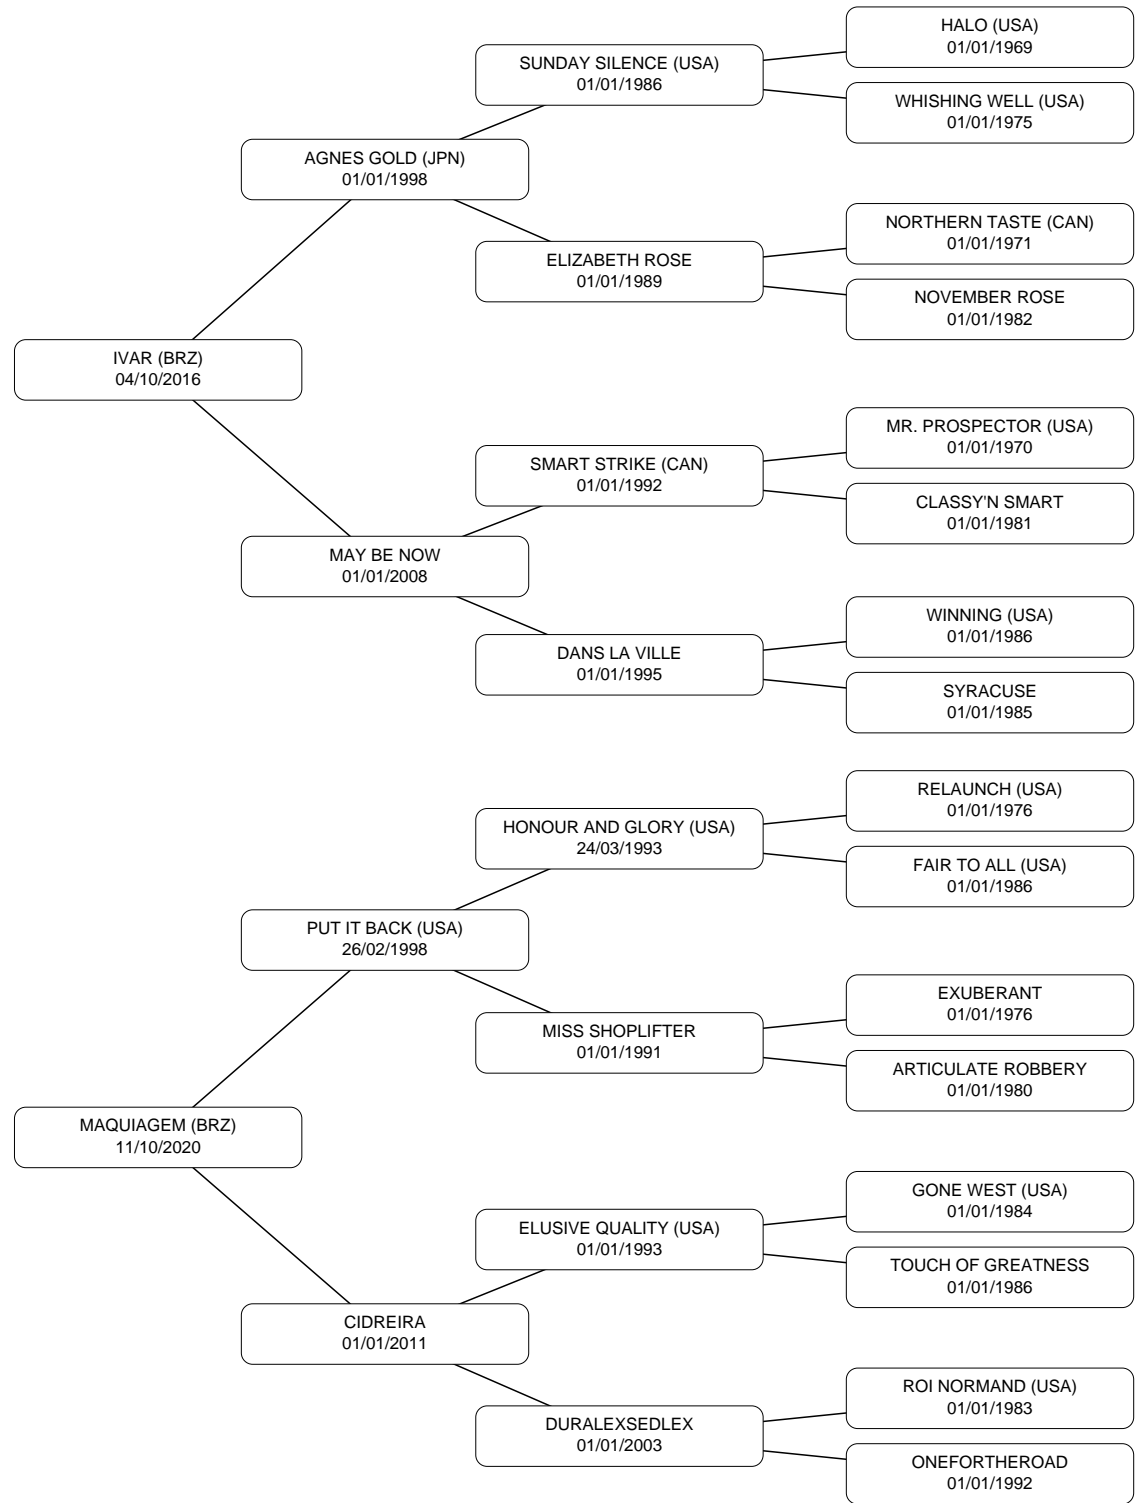 HALO (USA)
01/01/1969
SUNDAY SILENCE (USA)
01/01/1986
WHISHING WELL (USA)
01/01/1975
AGNES GOLD (JPN)
01/01/1998
NORTHERN TASTE (CAN)
01/01/1971
ELIZABETH ROSE
01/01/1989
NOVEMBER ROSE
01/01/1982
IVAR (BRZ)
04/10/2016
MR. PROSPECTOR (USA)
01/01/1970
SMART STRIKE (CAN)
01/01/1992
CLASSY'N SMART
01/01/1981
MAY BE NOW
01/01/2008
WINNING (USA)
01/01/1986
DANS LA VILLE
01/01/1995
SYRACUSE
01/01/1985
RELAUNCH (USA)
01/01/1976
HONOUR AND GLORY (USA)
24/03/1993
FAIR TO ALL (USA)
01/01/1986
PUT IT BACK (USA)
26/02/1998
EXUBERANT
01/01/1976
MISS SHOPLIFTER
01/01/1991
ARTICULATE ROBBERY
01/01/1980
MAQUIAGEM (BRZ)
11/10/2020
GONE WEST (USA)
01/01/1984
ELUSIVE QUALITY (USA)
01/01/1993
TOUCH OF GREATNESS
01/01/1986
CIDREIRA
01/01/2011
ROI NORMAND (USA)
01/01/1983
DURALEXSEDLEX
01/01/2003
ONEFORTHEROAD
01/01/1992